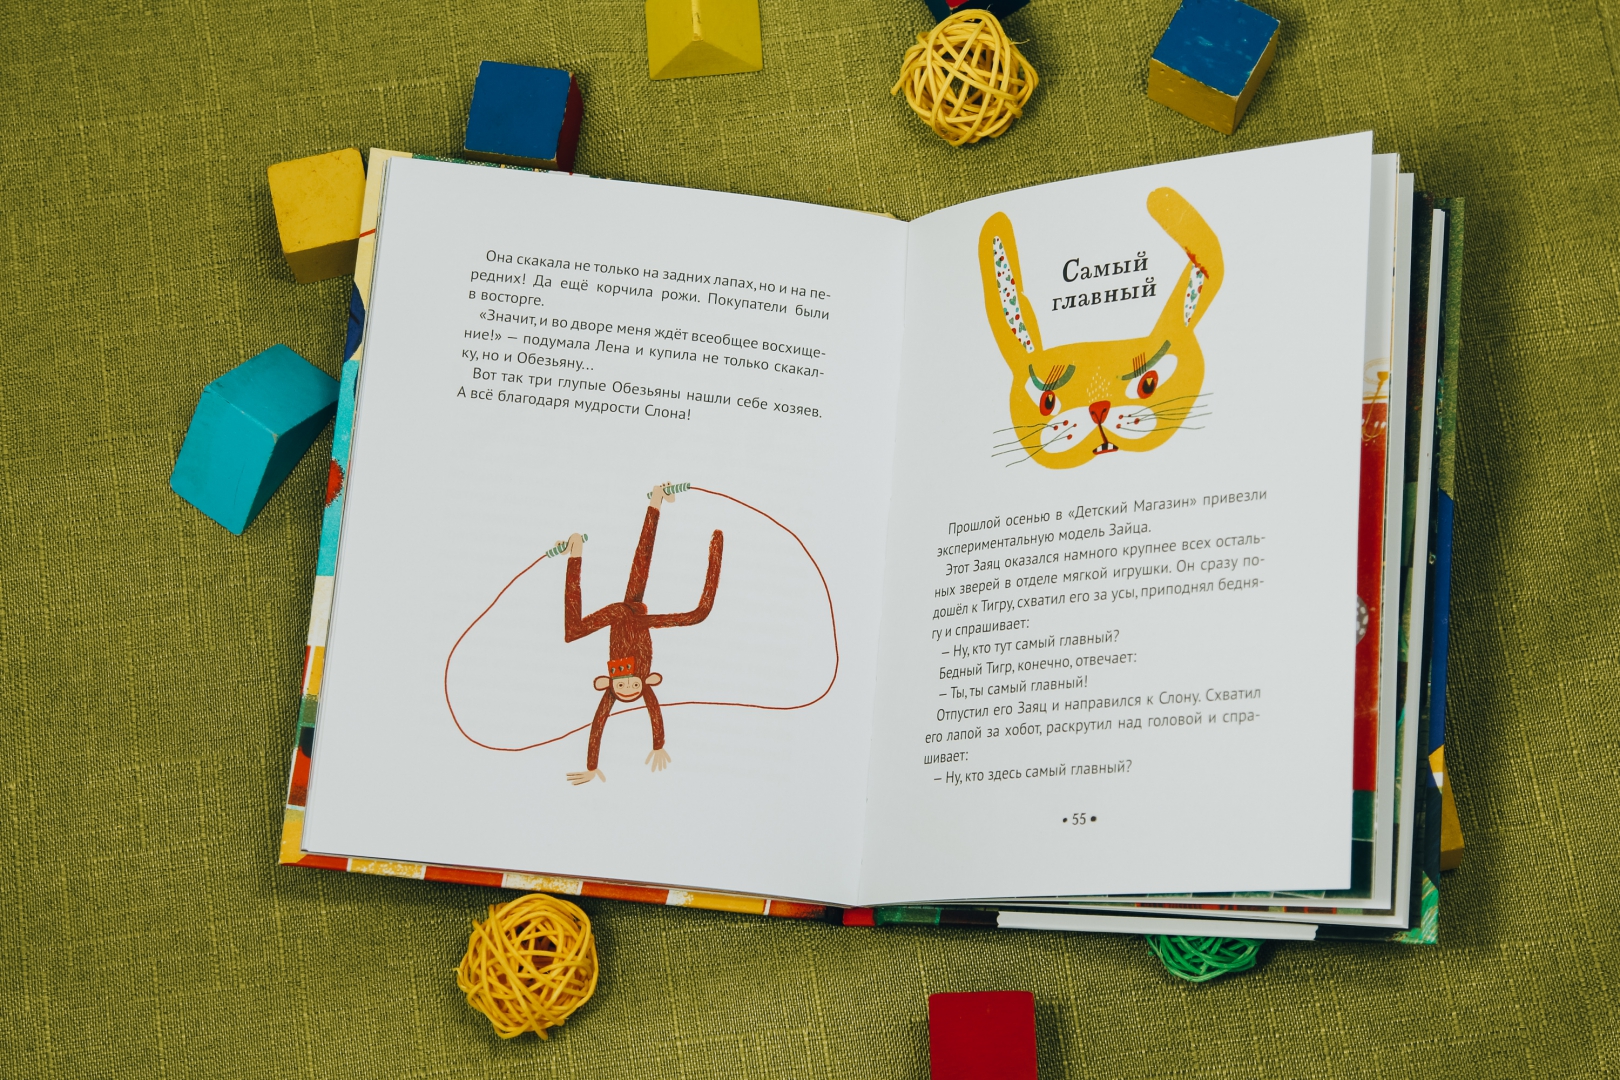 Она скакала не только на задних лапах, но и на пе-
редних! Да ещё корчила рожи. Покупатели были
в восторге.
«Значит, и во дворе меня ждёт всеобщее восхище-
ние!» — подумала Лена и купила не только скакал-
ку, но и Обезьяну...
Вот так три глупые Обезьяны нашли себе хозяев.
А всё благодаря мудрости Слона!
Самый
главный
Прошлой осенью в «Детский Магазин» привезли
экспериментальную модель Зайца.
Этот Заяц оказался намного крупнее всех осталь-
ных зверей в отделе мягкой игрушки. Он сразу по-
дошёл к Тигру, схватил его за усы, приподнял бедня-
гу и спрашивает:
— Ну, кто тут самый главный?
Бедный Тигр, конечно, отвечает:
— Ты, ты самый главный!
Отпустил его Заяц и направился к Слону. Схватил
его лапой за хобот, раскрутил над головой и спра-
шивает:
— Ну, кто здесь самый главный?
• 55 •